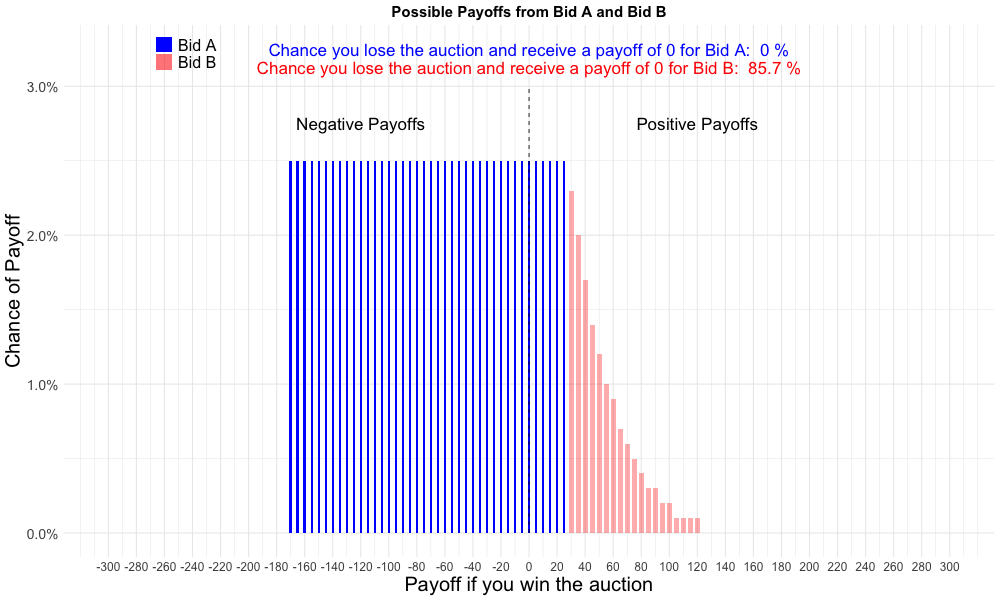 Possible Payoffs from Bid A and Bid B
Bid A
Bid B
Chance you lose the auction and receive a payoff of 0 for Bid A:  0 %
Chance you lose the auction and receive a payoff of 0 for Bid B:  85.7 %
Negative Payoffs
Positive Payoffs
3.0%
2.0%
1.0%
0.0%
Chance of Payoff
-300 -280 -260 -240 -220 -200 -180 -160 -140 -120 -100 -80 -60 -40 -20 0 20 40 60 80 100 120 140 160 180 200 220 240 260 280 300
Payoff if you win the auction